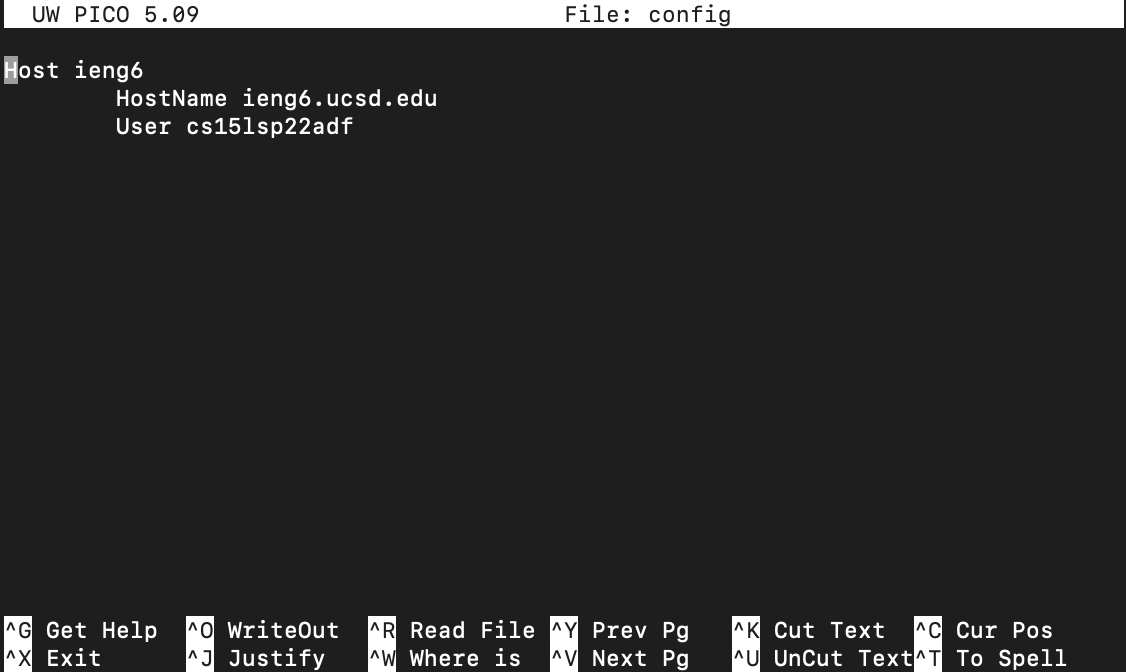 UW PICO 5.09 File: config
Host ieng6
HostName ieng6.ucsd.edu
User cs15lsp22adf
^G Get Help ^O WriteOut ^R Read File ^Y Prev Pg ^K Cut Text ^C Cur Pos
^X Exit ^J Justify ^W Where is ^V Next Pg ^U UnCut Text ^T To Spell